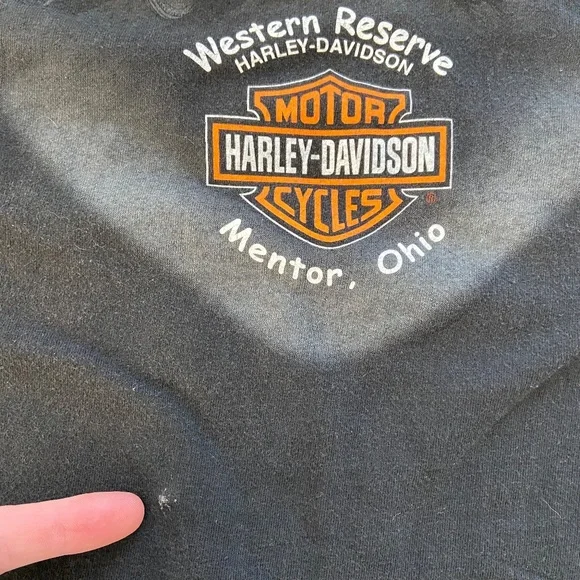 Western Reserve
HARLEY-DAVIDSON
MOTOR
HARLEY-DAVIDSON
CYCLES
®
Mentor, Ohio